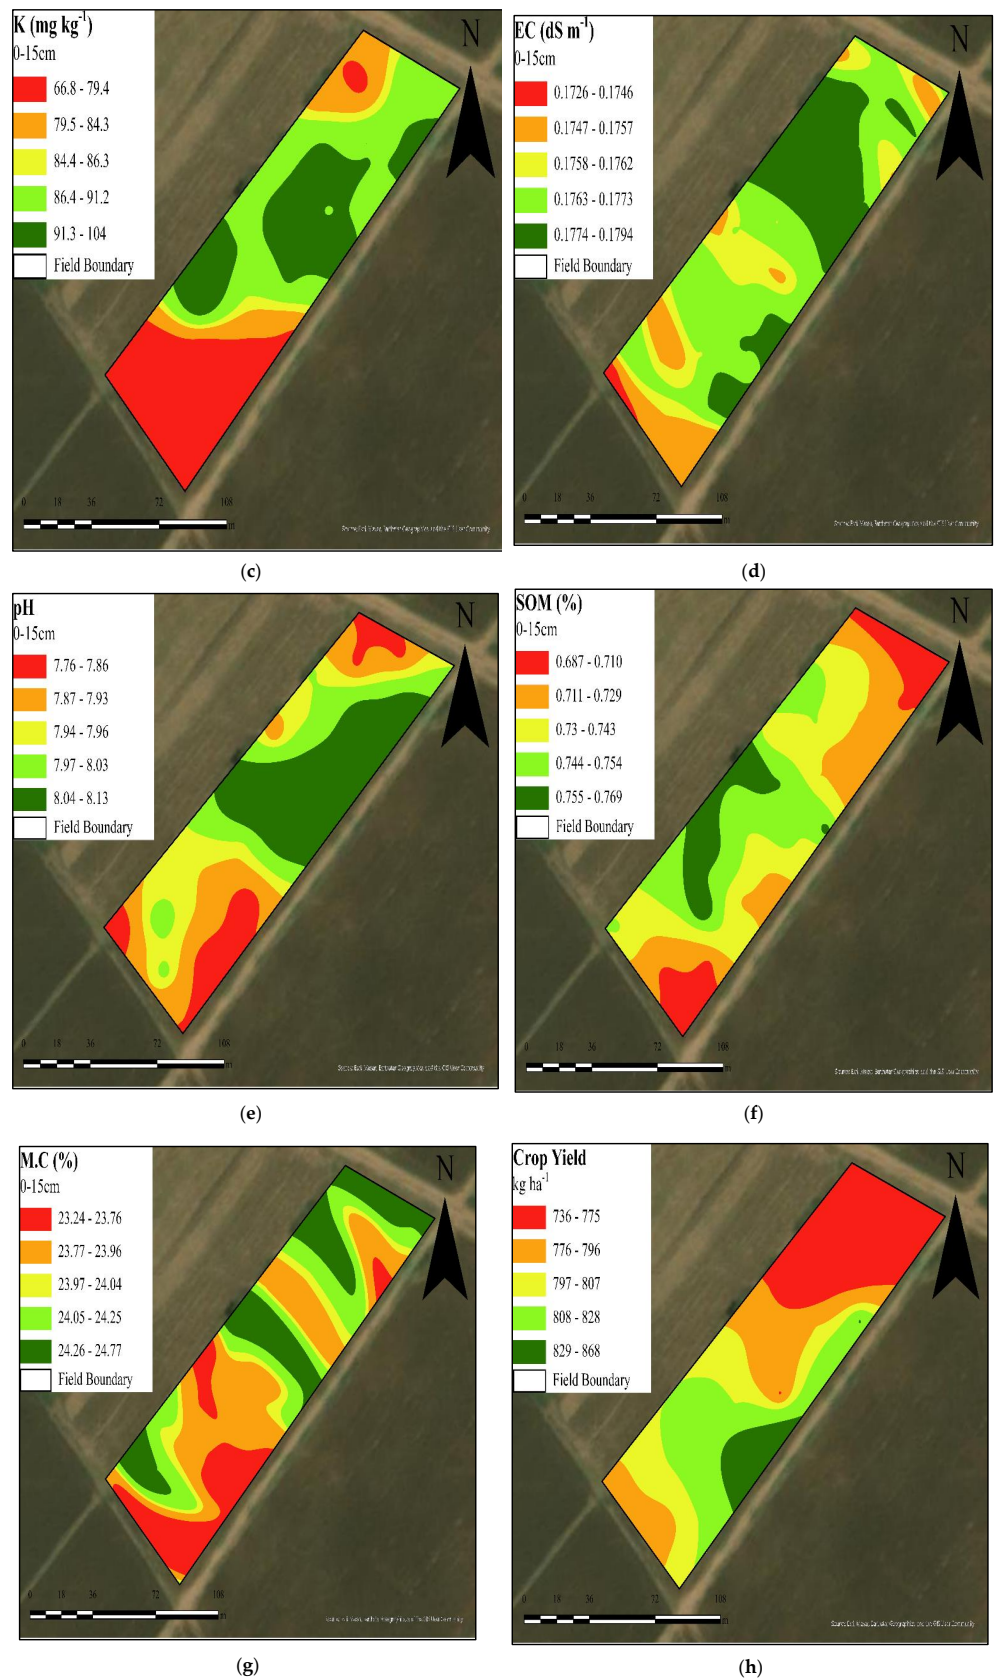 K (mg kg-1)
0-15cm
66.8 - 79.4
79.5 - 84.3
84.4 - 86.3
86.4 - 91.2
91.3 - 104
Field Boundary
N
0 18 36 72 108
m
EC (dS m-1)
0-15cm
0.1726 - 0.1746
0.1747 - 0.1757
0.1758 - 0.1762
0.1763 - 0.1773
0.1774 - 0.1794
Field Boundary
N
0 18 36 72 108
m
(c)
(d)
pH
0-15cm
7.76 - 7.86
7.87 - 7.93
7.94 - 7.96
7.97 - 8.03
8.04 - 8.13
Field Boundary
N
0 18 36 72 108
m
SOM (%)
0-15cm
0.687 - 0.710
0.711 - 0.729
0.73 - 0.743
0.744 - 0.754
0.755 - 0.769
Field Boundary
N
0 18 36 72 108
m
(e)
(f)
M.C (%)
0-15cm
23.24 - 23.76
23.77 - 23.96
23.97 - 24.04
24.05 - 24.25
24.26 - 24.77
Field Boundary
N
0 18 36 72 108
m
Crop Yield
kg ha-1
736 - 775
776 - 796
797 - 807
808 - 828
829 - 868
Field Boundary
N
0 18 36 72 108
m
(g)
(h)